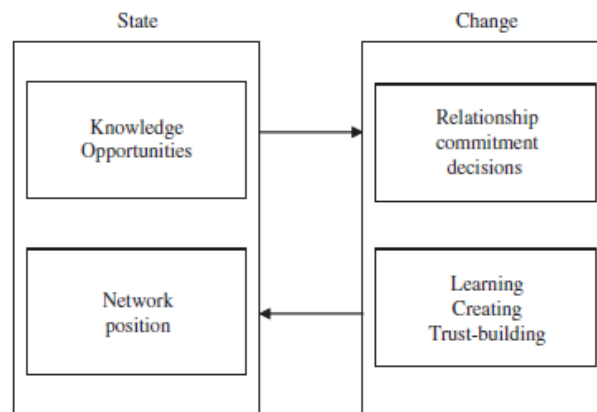 State
Change
Knowledge
Opportunities
Relationship
commitment
decisions
Network
position
Learning
Creating
Trust-building